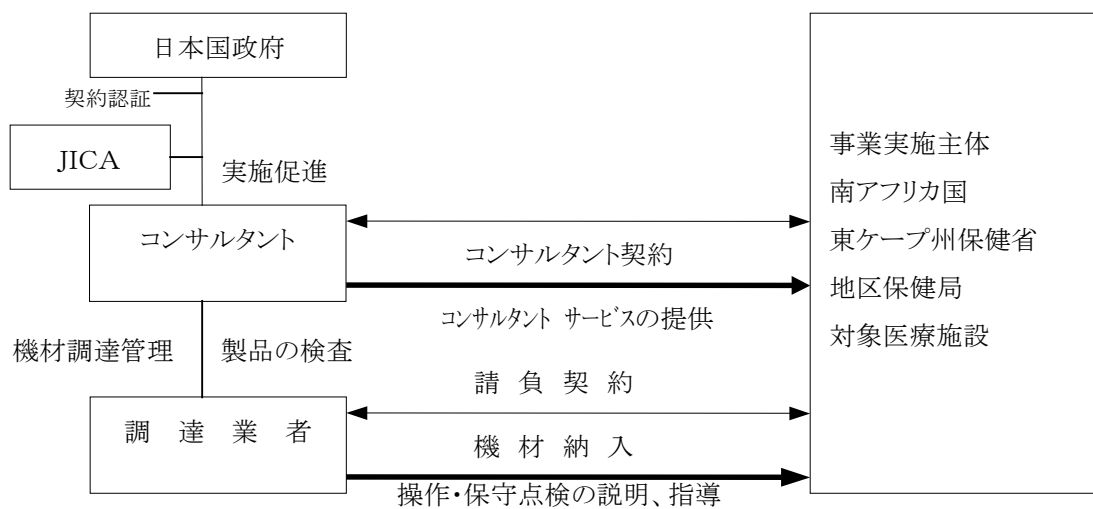 日本国政府
契約認証
JICA
実施促進
コンサルタント
コンサルタント契約
コンサルタント サービスの提供
機材調達管理
製品の検査
請負契約
調達業者
機材納入
操作・保守点検の説明、指導
事業実施主体
南アフリカ国
東ケープ州保健省
地区保健局
対象医療施設